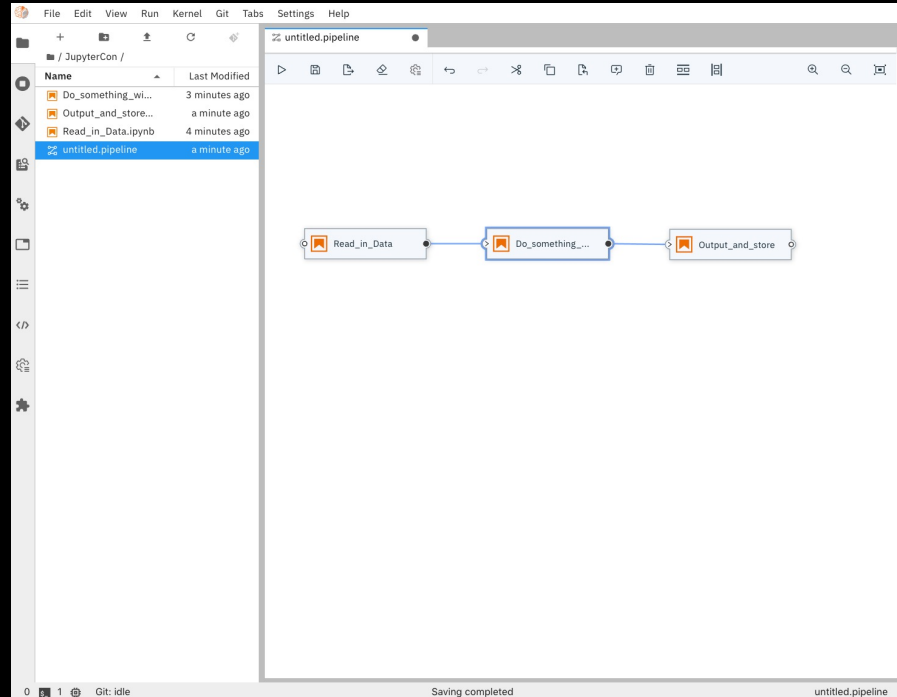 File Edit View Run Kernel Git Tabs Settings Help
/ JupyterCon /
Name Last Modified
Do_something_wi... 3 minutes ago
Output_and_store... a minute ago
Read_in_Data.ipynb 4 minutes ago
untitled.pipeline a minute ago
untitled.pipeline
Read_in_Data
Do_something_...
Output_and_store
0 1 Git: idle
Saving completed
untitled.pipeline